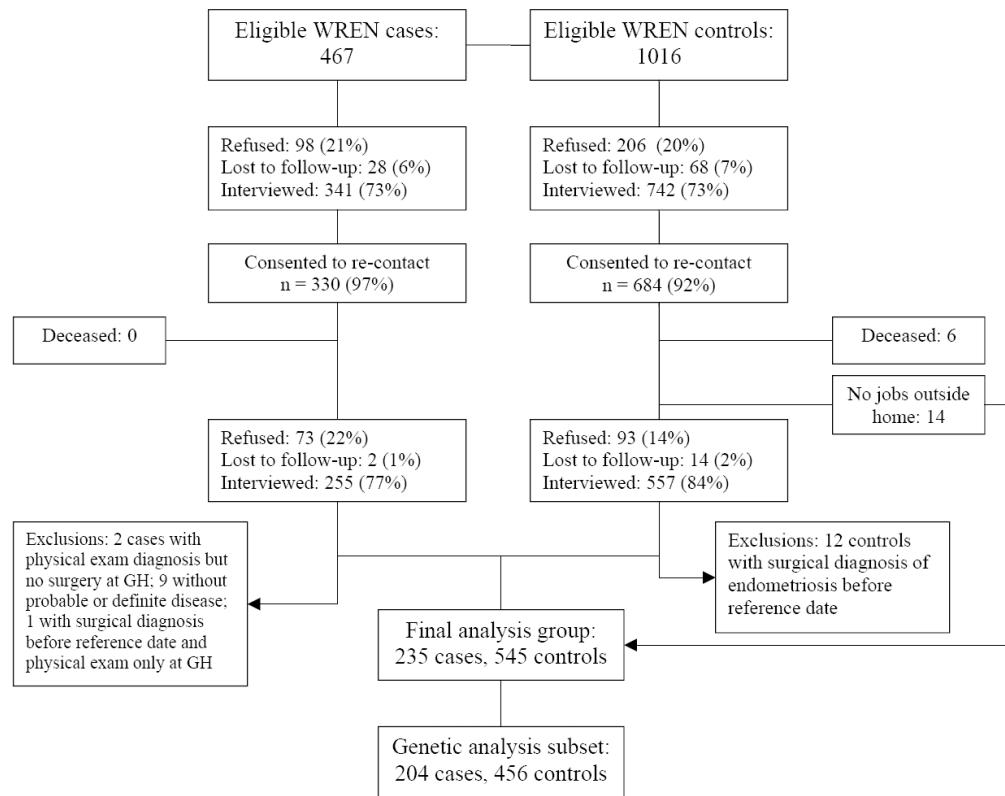 Eligible WREN cases:
467
Eligible WREN controls:
1016
Refused: 98 (21%)
Lost to follow-up: 28 (6%)
Interviewed: 341 (73%)
Refused: 206 (20%)
Lost to follow-up: 68 (7%)
Interviewed: 742 (73%)
Consented to re-contact
n = 330 (97%)
Consented to re-contact
n = 684 (92%)
Deceased: 0
Deceased: 6
No jobs outside
home: 14
Refused: 73 (22%)
Lost to follow-up: 2 (1%)
Interviewed: 255 (77%)
Refused: 93 (14%)
Lost to follow-up: 14 (2%)
Interviewed: 557 (84%)
Exclusions: 2 cases with
physical exam diagnosis but
no surgery at GH; 9 without
probable or definite disease;
1 with surgical diagnosis
before reference date and
physical exam only at GH
Exclusions: 12 controls
with surgical diagnosis of
endometriosis before
reference date
Final analysis group:
235 cases, 545 controls
Genetic analysis subset:
204 cases, 456 controls